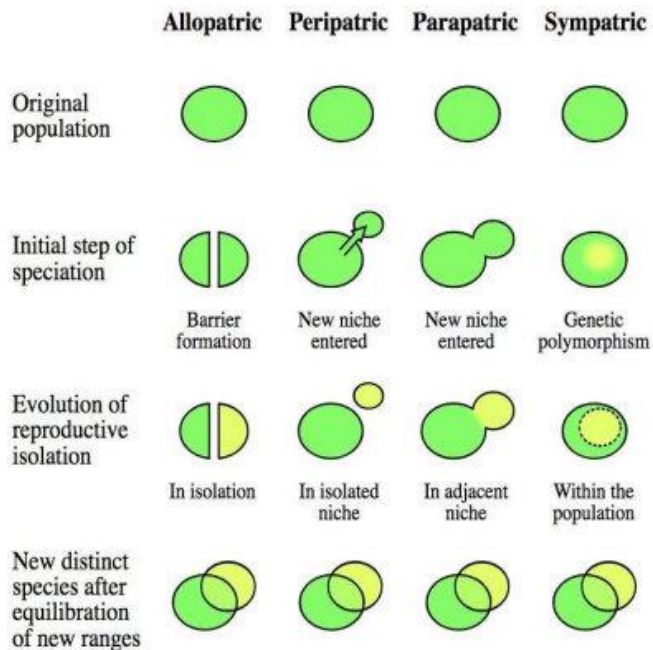 Allopatric Peripatric Parapatric Sympatric
Original
population
Initial step of
speciation
Barrier
formation
New niche
entered
New niche
entered
Genetic
polymorphism
Evolution of
reproductive
isolation
In isolation
In isolated
niche
In adjacent
niche
Within the
population
New distinct
species after
equilibration
of new ranges